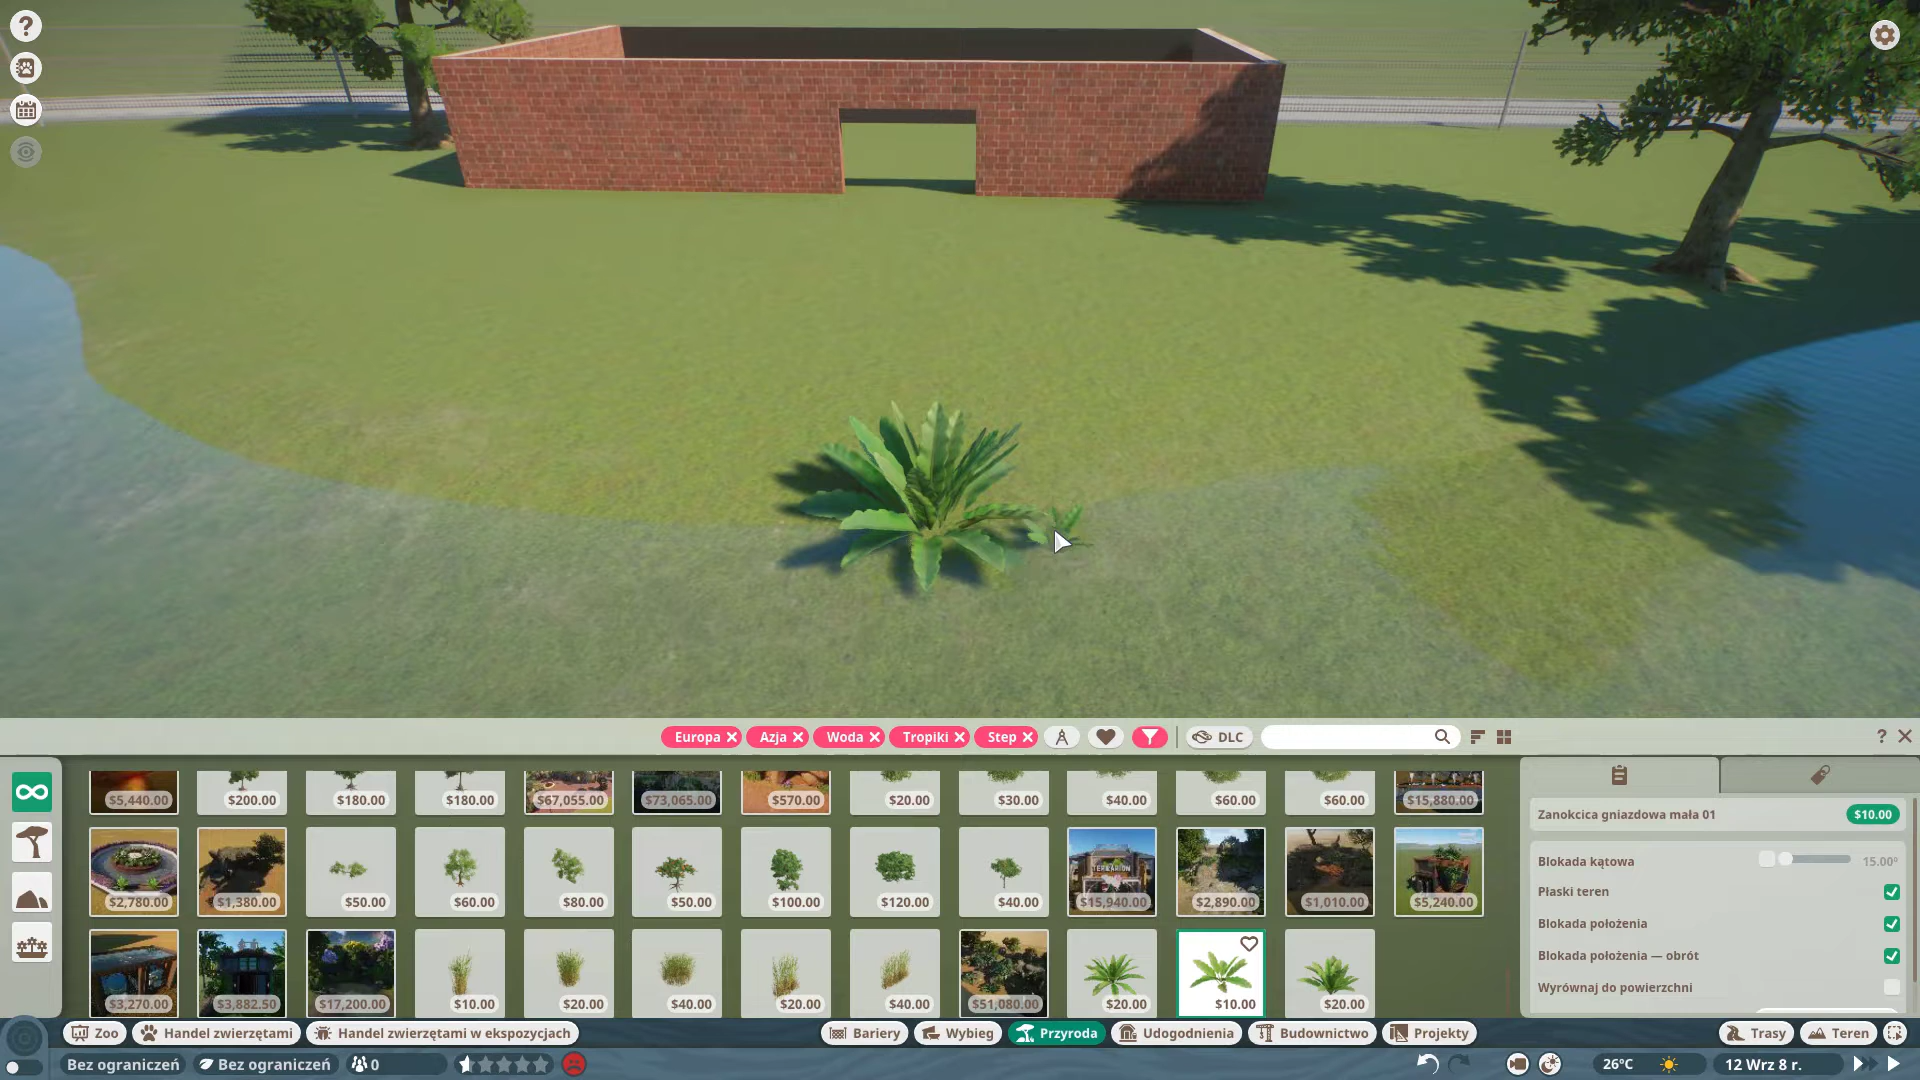 Europa
Azja
Woda
Tropiki
Step
DLC
?
$5,440.00
$200.00
$180.00
$180.00
$67,055.00
$73,065.00
$570.00
$20.00
$30.00
$40.00
$60.00
$60.00
$15,880.00
$2,780.00
$1,380.00
$50.00
$60.00
$80.00
$50.00
$100.00
$120.00
$40.00
TERRARIUM
$15,940.00
$2,890.00
$1,010.00
$5,240.00
$3,270.00
$3,882.50
$17,200.00
$10.00
$20.00
$40.00
$20.00
$40.00
$51,080.00
$20.00
$10.00
$20.00
Zanokcica gniazdowa mała 01
$10.00
Blokada kątowa
15.00°
Płaski teren
Blokada położenia
Blokada położenia — obrót
Wyrównaj do powierzchni
Zoo
Handel zwierzętami
Handel zwierzętami w ekspozycjach
Bariery
Wybieg
Przyroda
Udogodnienia
Budownictwo
Projekty
Trasy
Teren
Bez ograniczeń
Bez ograniczeń
0
26°C
12 Wrz 8 r.